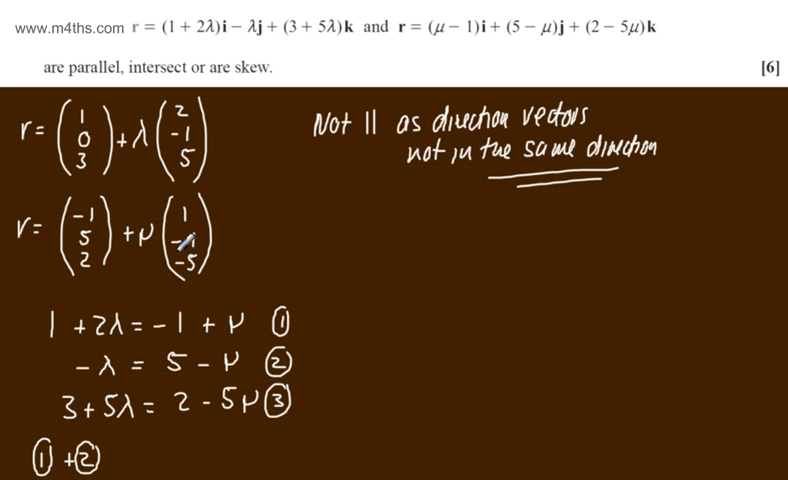 www.m4ths.com r = (1 + 2λ)i − λj + (3 + 5λ)k and r = (μ − 1)i + (5 − μ)j + (2 − 5μ)k
are parallel, intersect or are skew. [6]
r = (1 0 3) + λ (2 -1 5)
Not || as direction vectors
not in the same direction
r = (-1 5 2) + μ (1 -1 -5)
1 + 2λ = -1 + μ ①
-λ = 5 - μ ②
3 + 5λ = 2 - 5μ ③
① + ②